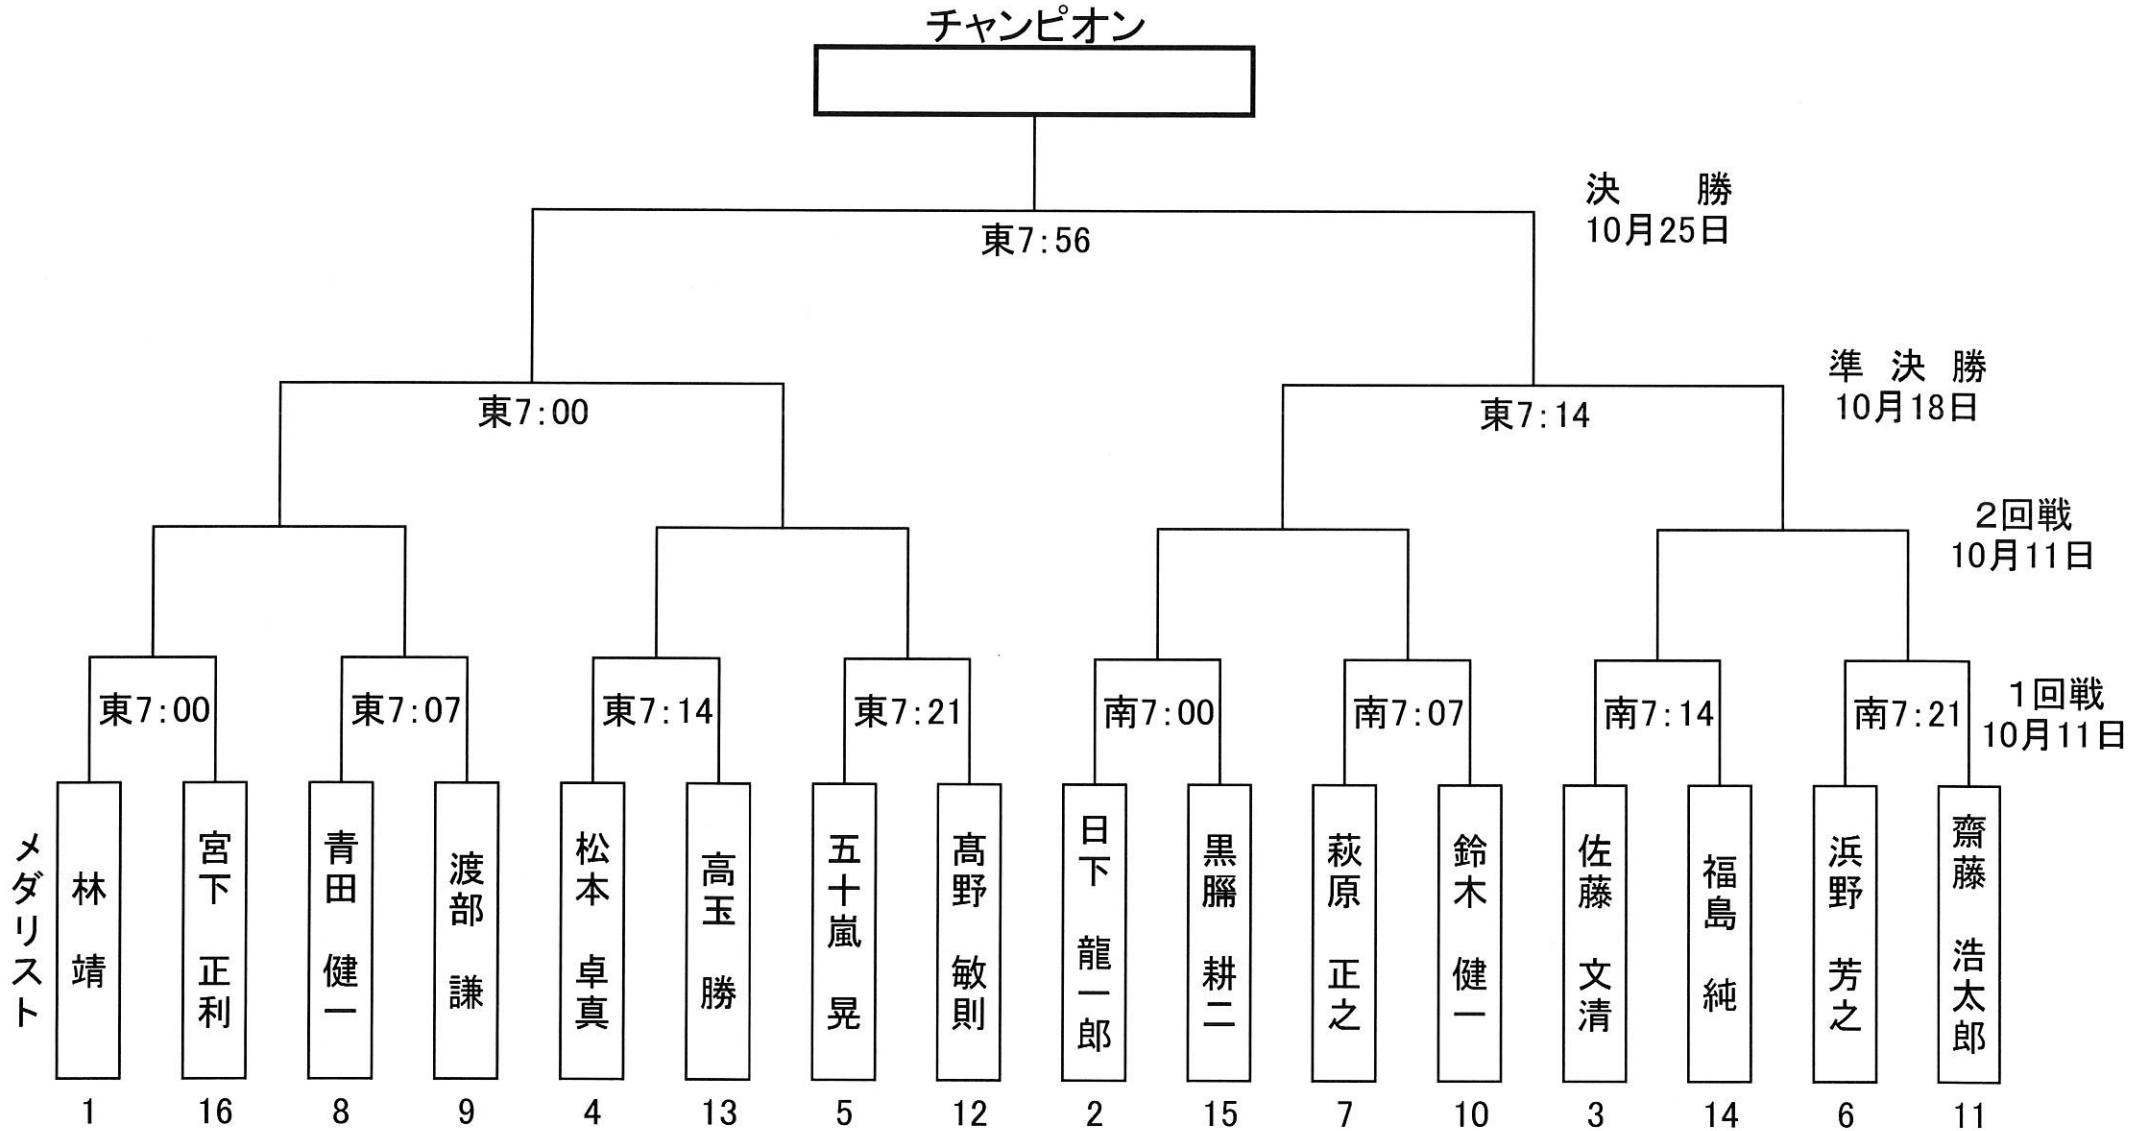 チャンピオン
決 勝
10月25日
東7:56
準 決 勝
10月18日
東7:00
東7:14
2回戦
10月11日
1回戦
10月11日
東7:00
東7:07
東7:14
東7:21
南7:00
南7:07
南7:14
南7:21
メダリスト
林 靖
宮下 正利
青田 健一
渡部 謙
松本 卓真
高玉 勝
五十嵐 晃
髙野 敏則
日下 龍一郎
黒 耕二
萩原 正之
鈴木 健一
佐藤 文清
福島 純
浜野 芳之
齋藤 浩太郎
1 16 8 9 4 13 5 12 2 15 7 10 3 14 6 11